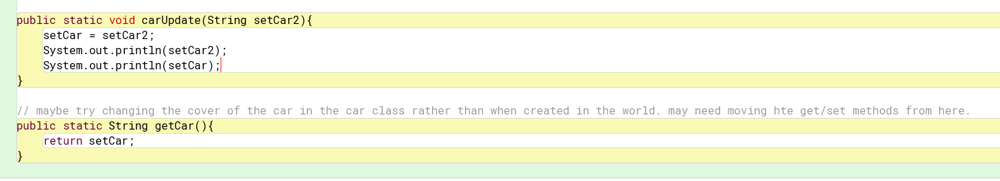 public static void carUpdate(String setCar2){
setCar = setCar2;
System.out.println(setCar2);
System.out.println(setCar);
}
// maybe try changing the cover of the car in the car class rather than when created in the world. may need moving hte get/set methods from here.
public static String getCar(){
return setCar;
}